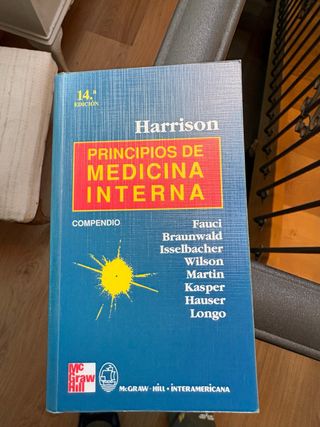 14.ª
EDICIÓN
Harrison
PRINCIPIOS DE
MEDICINA
INTERNA
COMPENDIO
Fauci
Braunwald
Isselbacher
Wilson
Martin
Kasper
Hauser
Longo
Mc
Graw
Hill
McGRAW - HILL • INTERAMERICANA